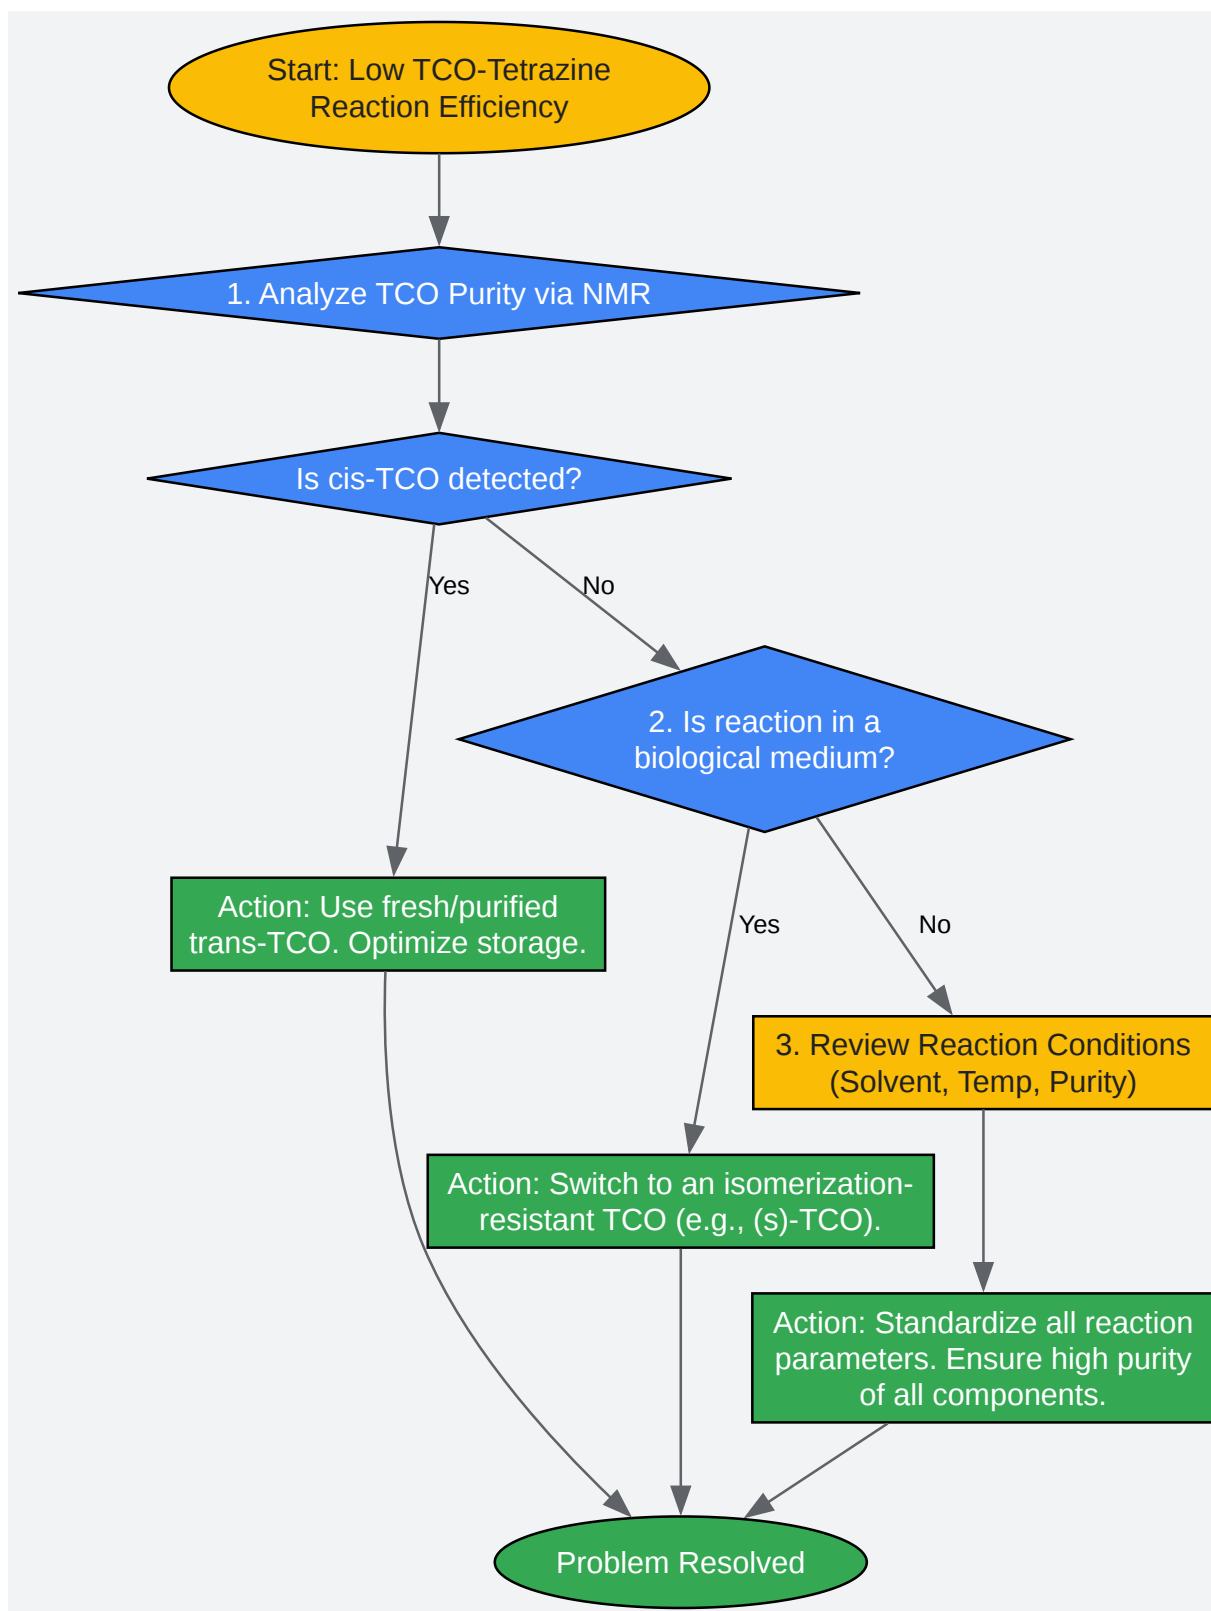 Start: Low TCO-Tetrazine
Reaction Efficiency
1. Analyze TCO Purity via NMR
Is cis-TCO detected?
Yes
No
2. Is reaction in a
biological medium?
Action: Use fresh/purified
trans-TCO. Optimize storage.
Yes
No
3. Review Reaction Conditions
(Solvent, Temp, Purity)
Action: Switch to an isomerization-
resistant TCO (e.g., (s)-TCO).
Action: Standardize all reaction
parameters. Ensure high purity
of all components.
Problem Resolved